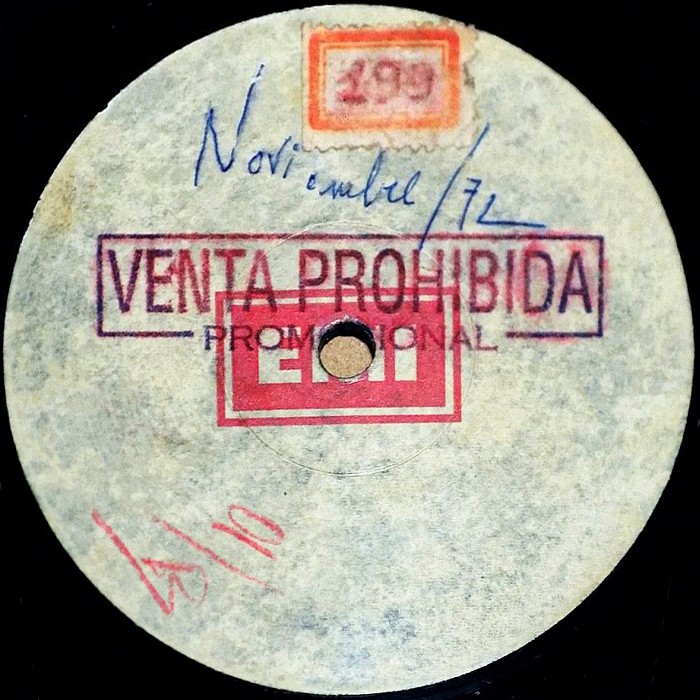 199
Noviembre/72
VENTA PROHIBIDA
PROMOCIONAL
EMI